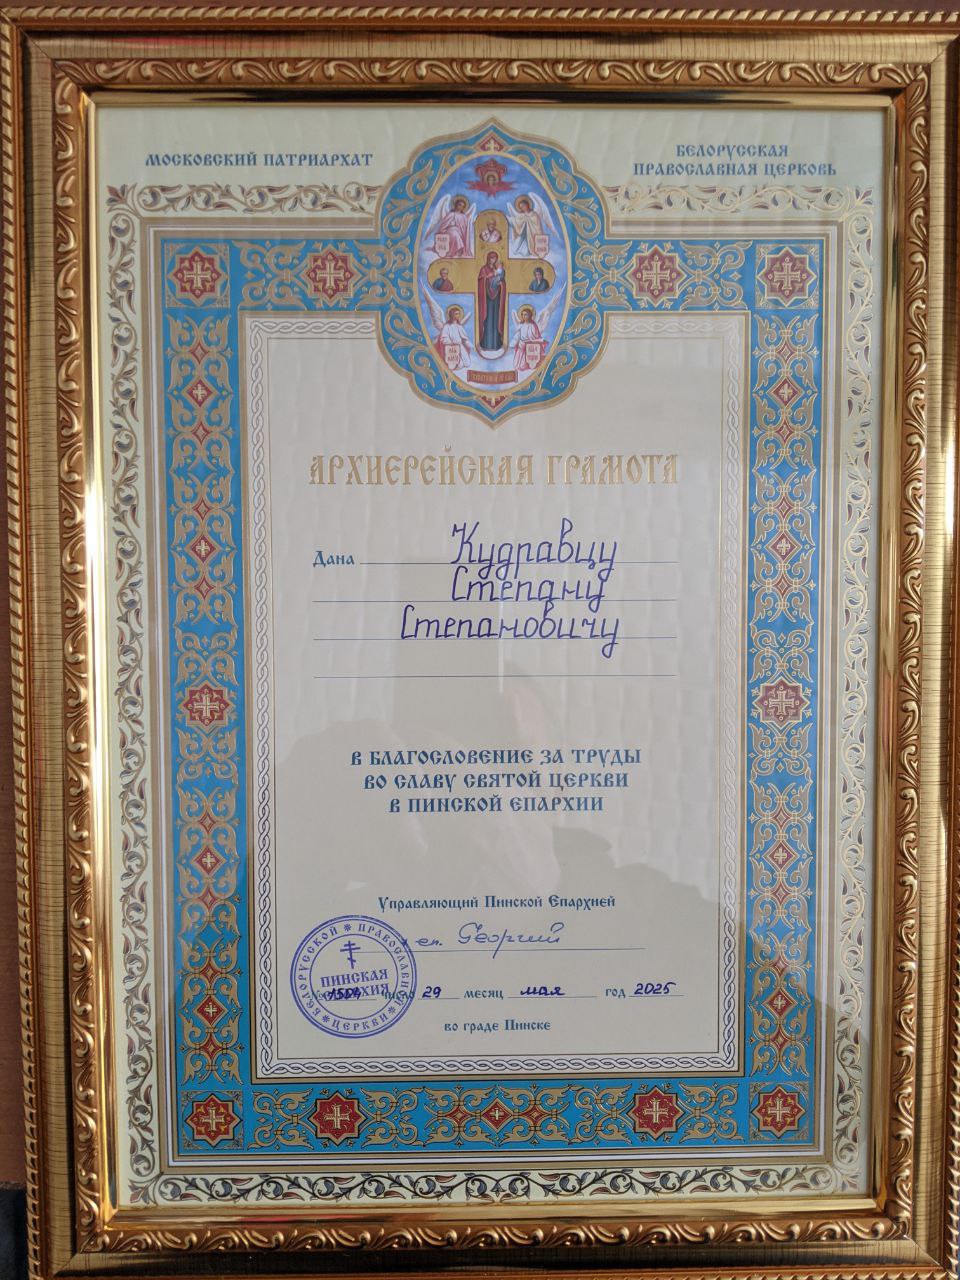 МОСКОВСКИЙ ПАТРИАРХАТ
БЕЛОРУССКАЯ
ПРАВОСЛАВНАЯ ЦЕРКОВЬ
АРХИЕРЕЙСКАЯ ГРАМОТА
Дана Кудравцу
Степану
Степановичу
В БЛАГОСЛОВЕНИЕ ЗА ТРУДЫ
ВО СЛАВУ СВЯТОЙ ЦЕРКВИ
В ПИНСКОЙ ЕПАРХИИ
Управляющий Пинской Епархией
еп. Георгий
БЕЛОРУССКОЙ * ПРАВОСЛАВНОЙ * ЦЕРКВИ *
ПИНСКАЯ
ЕПАРХИЯ
№ число 29 месяц мая год 2025
во граде Пинске